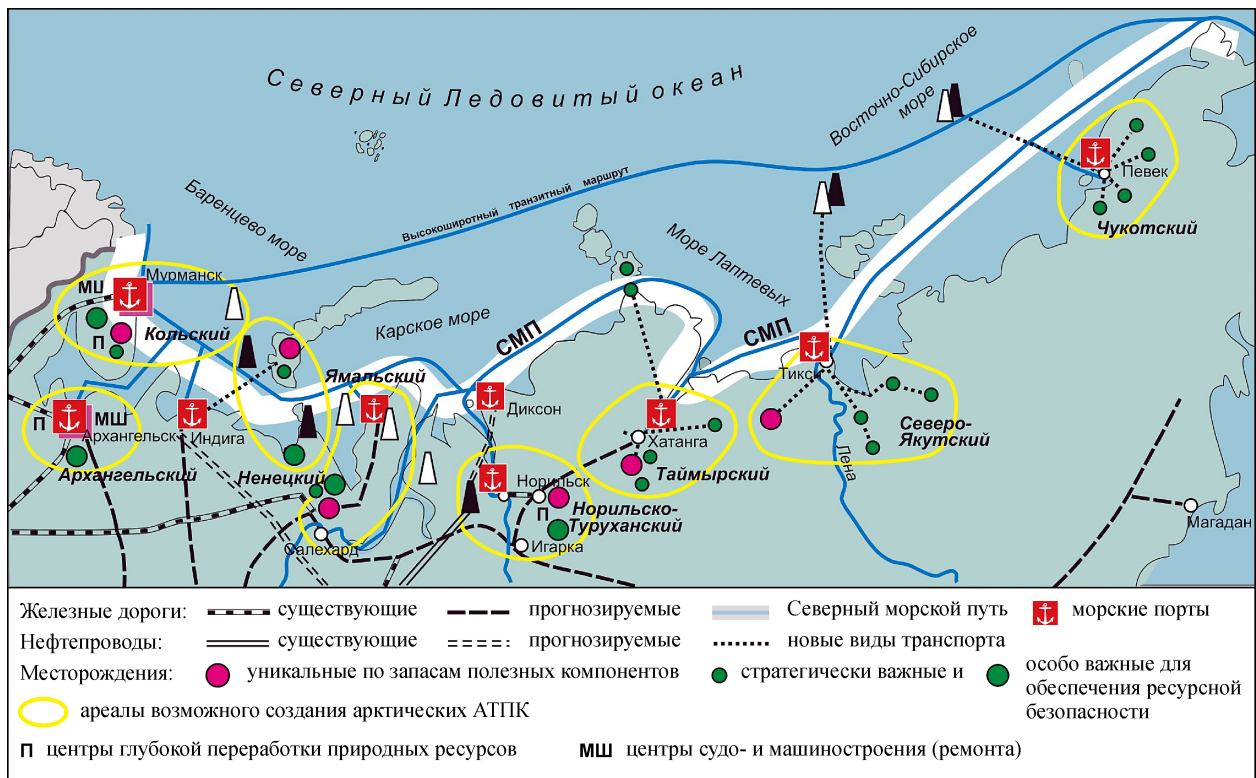 Северный Ледовитый океан
Восточно-Сибирское
море
Высокоширотный транзитный маршрут
Баренцево море
Певек
Чукотский
Море Лаптевых
Мурманск
МШ
Кольский
П
Карское море
СМП
СМП
Тикси
Ямальский
Диксон
П
МШ
Архангельск
Индига
Хатанга
Северо-
Якутский
Лена
Архангельский
Ненецкий
Норильск
Таймырский
П
Норильско-
Туруханский
Магадан
Салехард
Игарка
Железные дороги: существующие прогнозируемые Северный морской путь морские порты
Нефтепроводы: существующие прогнозируемые новые виды транспорта
Месторождения: уникальные по запасам полезных компонентов стратегически важные и особо важные для
обеспечения ресурсной
безопасности
ареалы возможного создания арктических АТПК
П центры глубокой переработки природных ресурсов МШ центры судо- и машиностроения (ремонта)